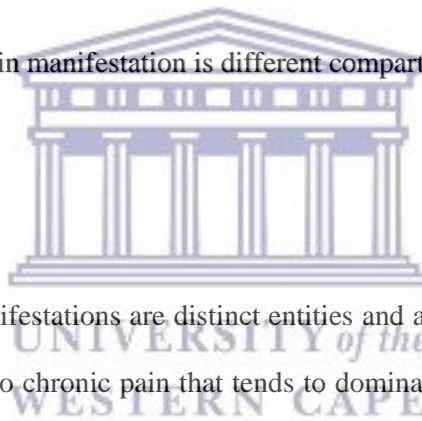 in manifestation is different compart
ifestations are distinct entities and a
UNIVERSITY of the
o chronic pain that tends to domina
WESTERN CAPE